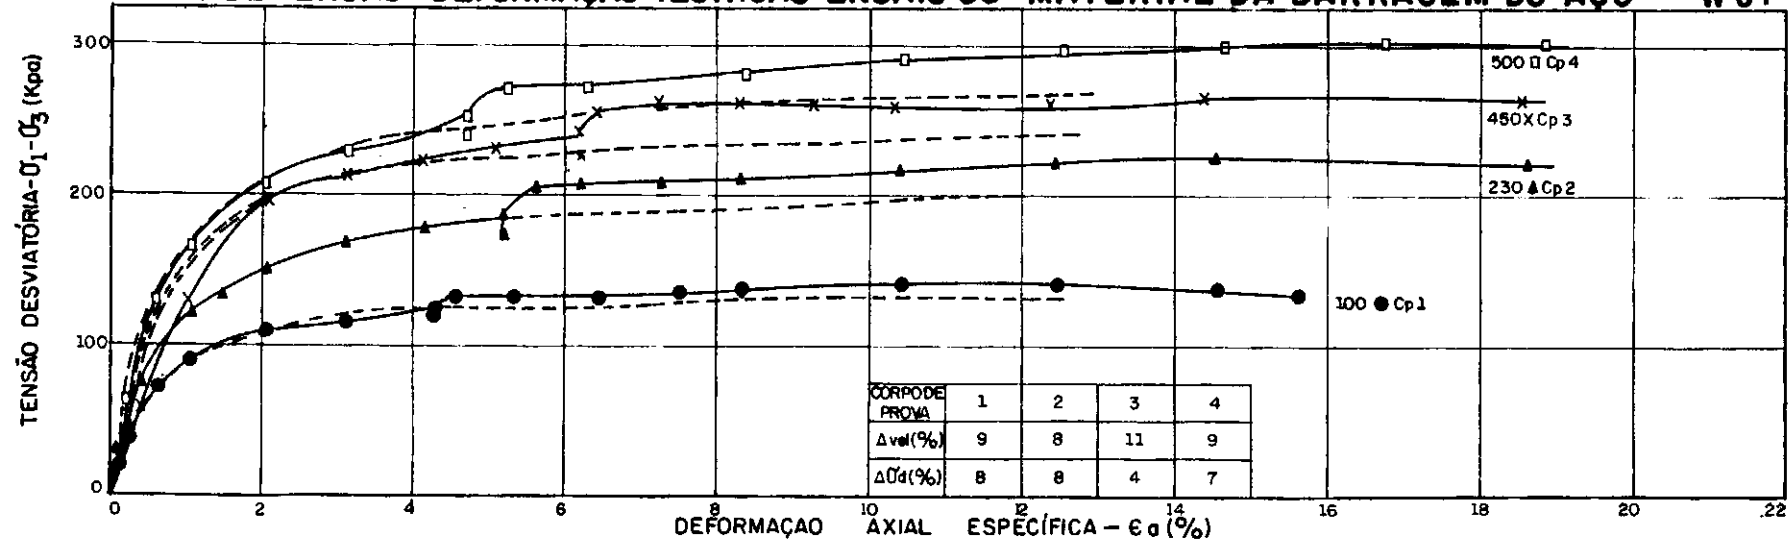 TENSÃO DESVIATÓRIA-σ1-σ3 (Kpa)
300
200
100
0
500 □ Cp 4
450 X Cp 3
230 ▲ Cp 2
100 ● Cp 1
CORPO DE PROVA 1 2 3 4
Δvel(%) 9 8 11 9
Δσd(%) 8 8 4 7
0 2 4 6 8 10 12 14 16 18 20 22
DEFORMAÇAO AXIAL ESPECÍFICA - Є a (%)